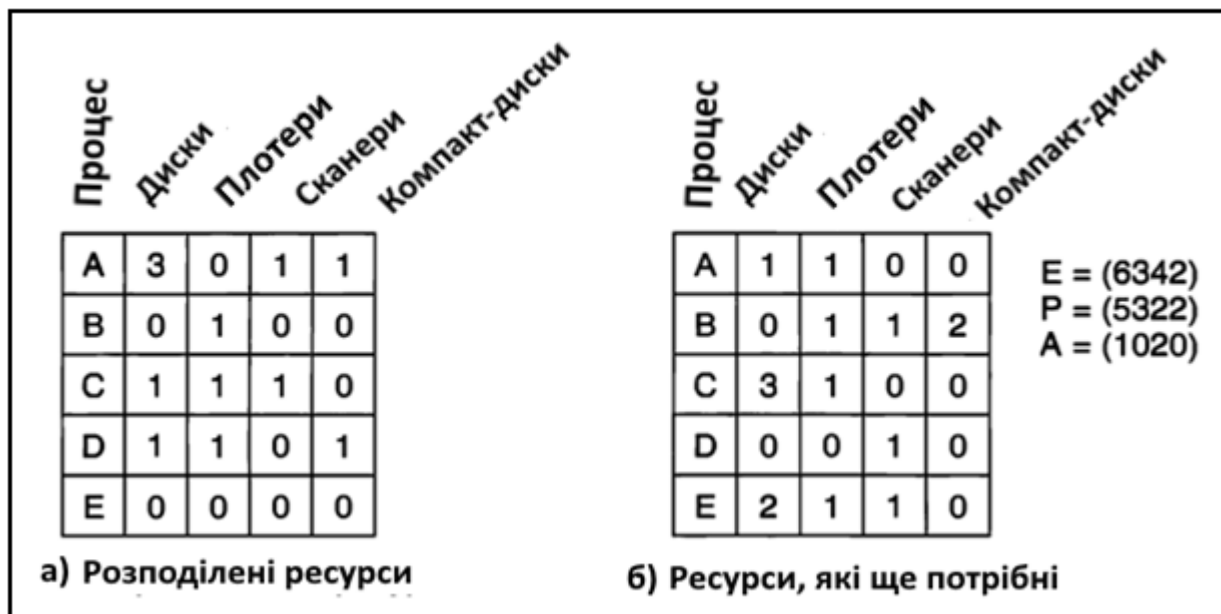 Процес Диски Плотери Сканери Компакт-диски
A 3 0 1 1
B 0 1 0 0
C 1 1 1 0
D 1 1 0 1
E 0 0 0 0
а) Розподілені ресурси
Процес Диски Плотери Сканери Компакт-диски
A 1 1 0 0
B 0 1 1 2
C 3 1 0 0
D 0 0 1 0
E 2 1 1 0
б) Ресурси, які ще потрібні
E = (6342)
P = (5322)
A = (1020)